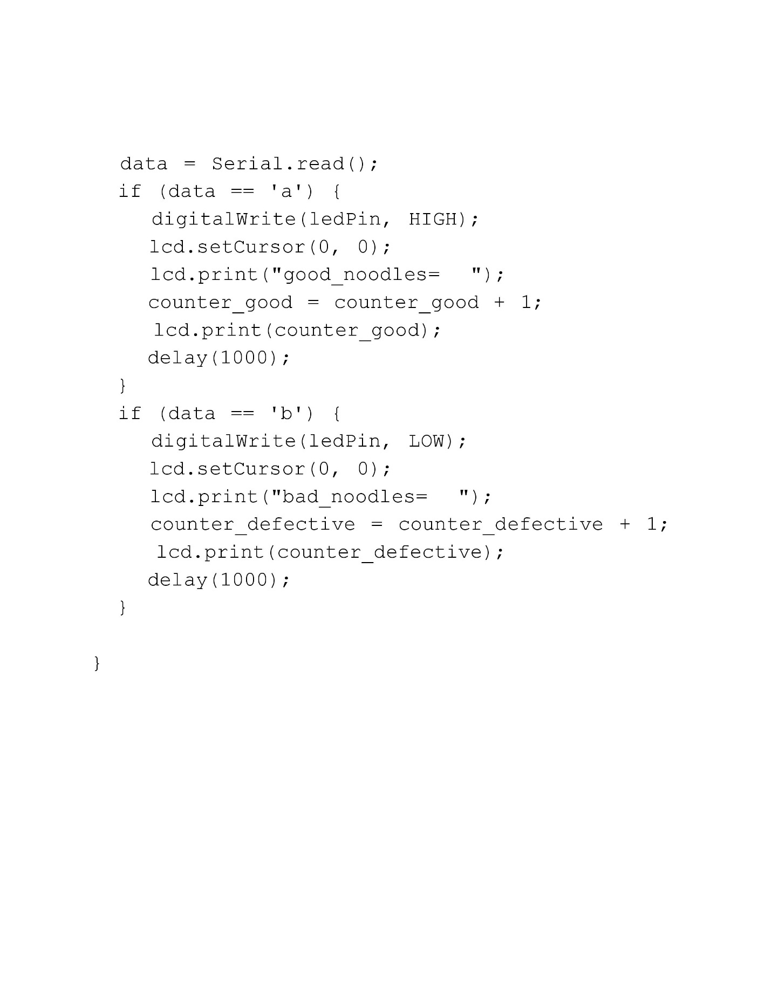 data = Serial.read();
if (data == 'a') {
digitalWrite(ledPin, HIGH);
lcd.setCursor(0, 0);
lcd.print("good_noodles=  ");
counter_good = counter_good + 1;
lcd.print(counter_good);
delay(1000);
}
if (data == 'b') {
digitalWrite(ledPin, LOW);
lcd.setCursor(0, 0);
lcd.print("bad_noodles=  ");
counter_defective = counter_defective + 1;
lcd.print(counter_defective);
delay(1000);
}
}